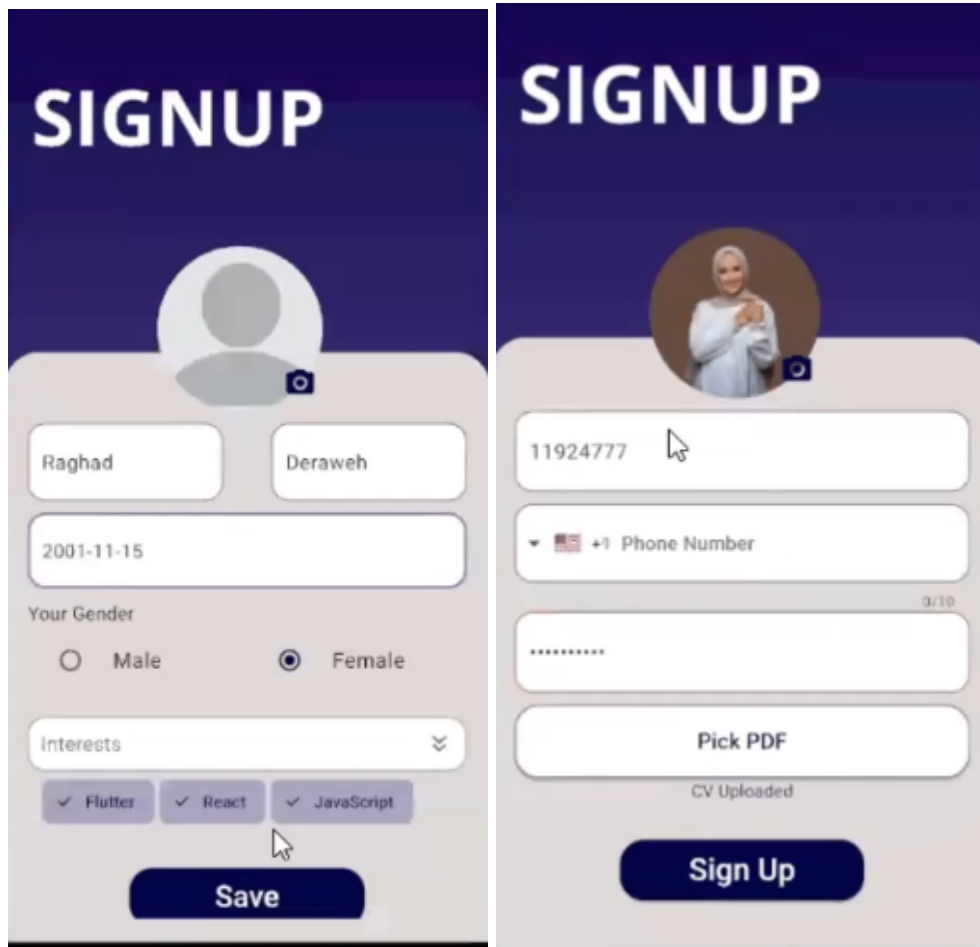 SIGNUP
Raghad Deraweh
2001-11-15
Your Gender
Male Female
Interests
Flutter React JavaScript
Save
SIGNUP
11924777
+1 Phone Number
0/10
••••••••••
Pick PDF
CV Uploaded
Sign Up